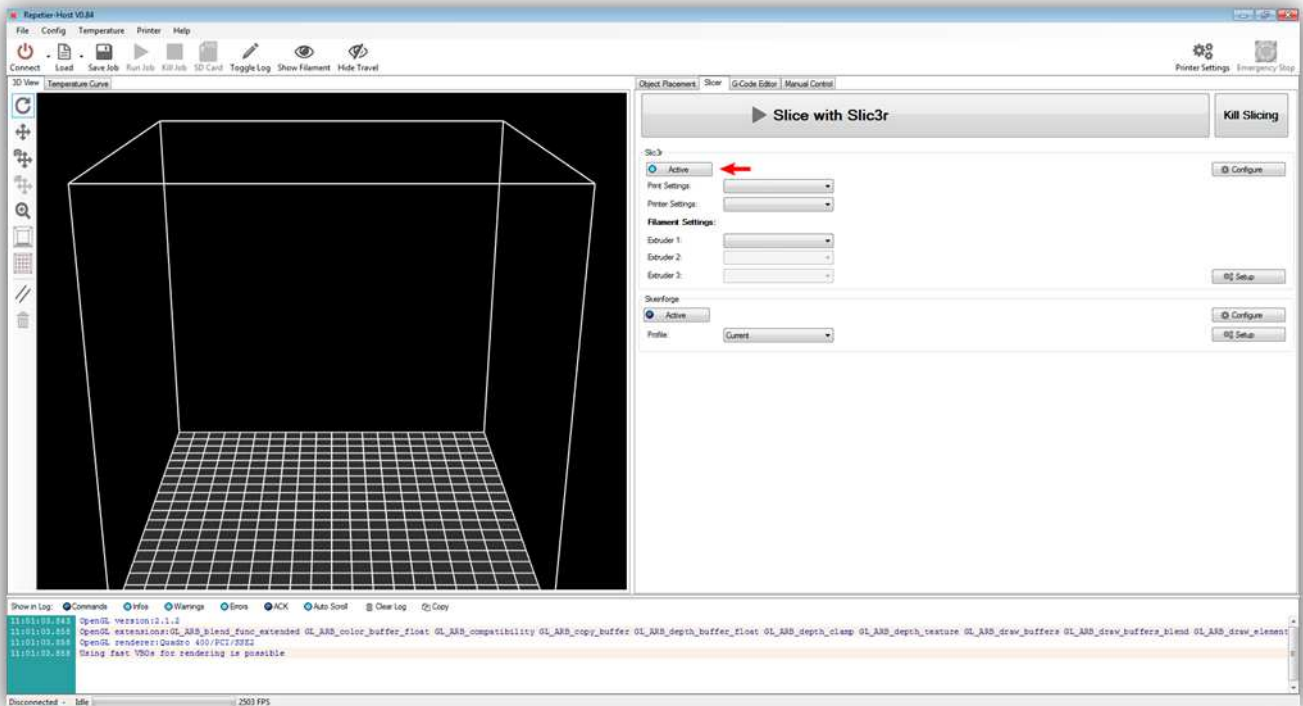 Repetier-Host V0.84
File Config Temperature Printer Help
Connect Load Save Job Run Job Kill Job SD Card Toggle Log Show Filament Hide Travel Printer Settings Emergency Stop
3D View Temperature Curve Object Placement Slicer G-Code Editor Manual Control
Slice with Slic3r Kill Slicing
Slic3r
Active Configure
Print Settings:
Printer Settings:
Filament Settings:
Extruder 1:
Extruder 2:
Extruder 3: Setup
Skeinforge
Active Configure
Profile: Current Setup
Show in Log: Commands Infos Warnings Errors ACK Auto Scroll Clear Log Copy
11:01:03.843 OpenGL version:2.1.2
11:01:03.858 OpenGL extensions:GL_ARB_blend_func_extended GL_ARB_color_buffer_float GL_ARB_compatibility GL_ARB_copy_buffer GL_ARB_depth_buffer_float GL_ARB_depth_clamp GL_ARB_depth_texture GL_ARB_draw_buffers GL_ARB_draw_buffers_blend GL_ARB_draw_element
11:01:03.858 OpenGL renderer:Quadro 400/PCI/SSE2
11:01:03.858 Using fast VBOs for rendering is possible
Disconnected - Idle 2503 FPS